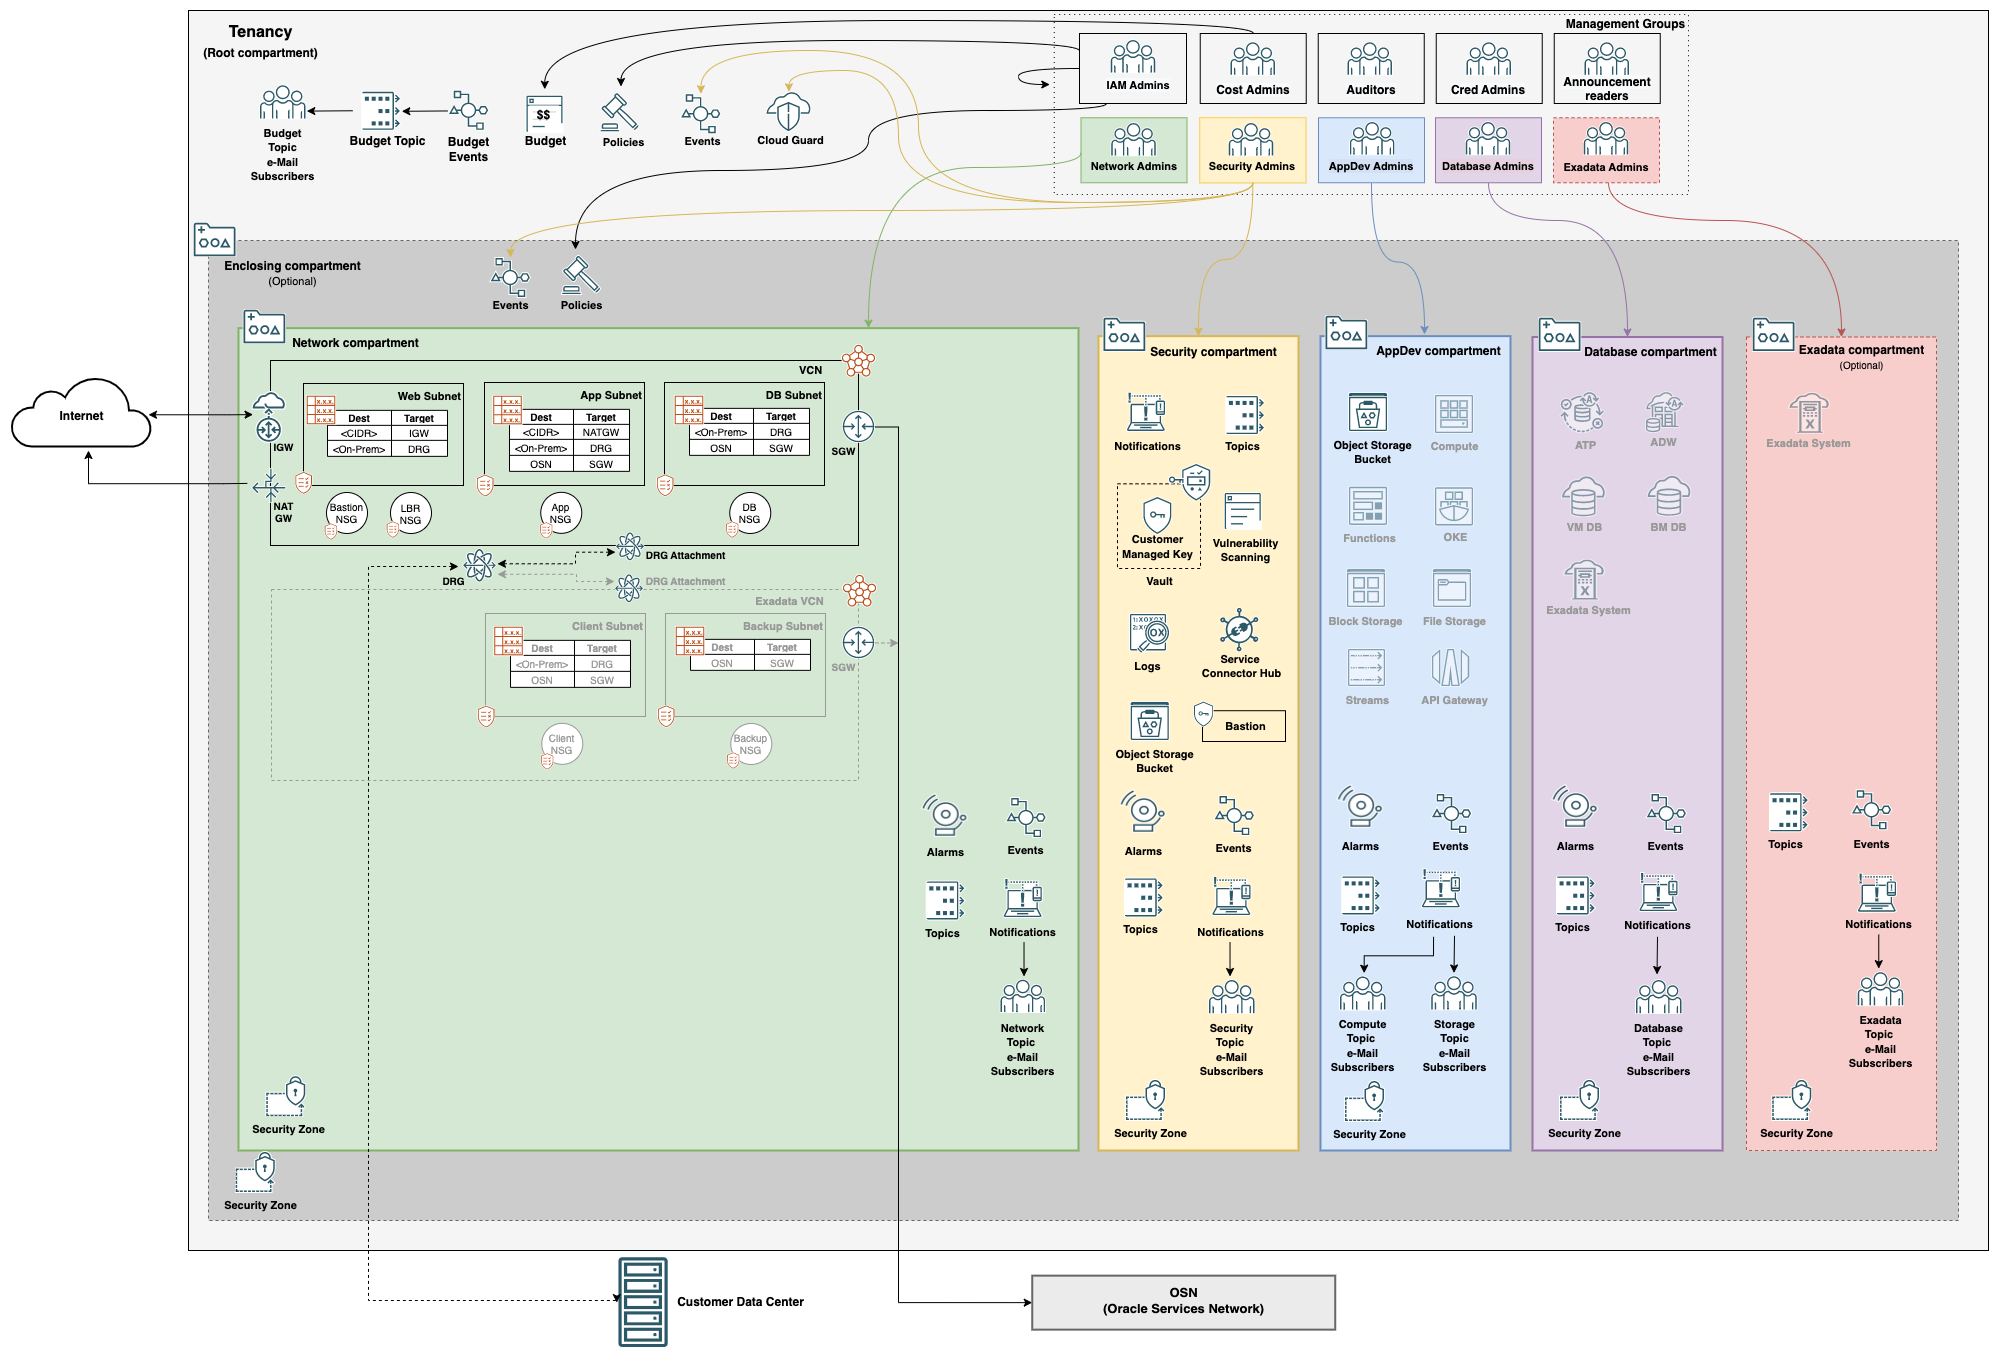 Tenancy
(Root compartment)
Management Groups
IAM Admins
Cost Admins
Auditors
Cred Admins
Announcement
readers
Network Admins
Security Admins
AppDev Admins
Database Admins
Exadata Admins
Budget
Topic
e-Mail
Subscribers
Budget Topic
Budget
Events
$$
Budget
Policies
Events
Cloud Guard
Enclosing compartment
(Optional)
Events
Policies
Internet
Network compartment
VCN
IGW
NAT
GW
SGW
Web Subnet
x.x.x.
x.x.x.
x.x.x.
Dest Target
<CIDR> IGW
<On-Prem> DRG
App Subnet
x.x.x.
x.x.x.
x.x.x.
Dest Target
<CIDR> NATGW
<On-Prem> DRG
OSN SGW
DB Subnet
x.x.x.
x.x.x.
x.x.x.
Dest Target
<On-Prem> DRG
OSN SGW
Bastion
NSG
LBR
NSG
App
NSG
DB
NSG
DRG
DRG Attachment
DRG Attachment
Exadata VCN
SGW
Client Subnet
x.x.x.
x.x.x.
x.x.x.
Dest Target
<On-Prem> DRG
OSN SGW
Backup Subnet
x.x.x.
x.x.x.
x.x.x.
Dest Target
OSN SGW
Client
NSG
Backup
NSG
Alarms
Events
Topics
Notifications
Network
Topic
e-Mail
Subscribers
Security Zone
Security Zone
Security compartment
Notifications
Topics
Customer
Managed Key
Vault
Vulnerability
Scanning
Logs
Service
Connector Hub
Object Storage
Bucket
Bastion
Alarms
Events
Topics
Notifications
Security
Topic
e-Mail
Subscribers
Security Zone
AppDev compartment
Object Storage
Bucket
Compute
Functions
OKE
Block Storage
File Storage
Streams
API Gateway
Alarms
Events
Topics
Notifications
Compute
Topic
e-Mail
Subscribers
Storage
Topic
e-Mail
Subscribers
Security Zone
Database compartment
ATP
ADW
VM DB
BM DB
X
Exadata System
Alarms
Events
Topics
Notifications
Database
Topic
e-Mail
Subscribers
Security Zone
Exadata compartment
(Optional)
X
Exadata System
Topics
Events
Notifications
Exadata
Topic
e-Mail
Subscribers
Security Zone
Customer Data Center
OSN
(Oracle Services Network)